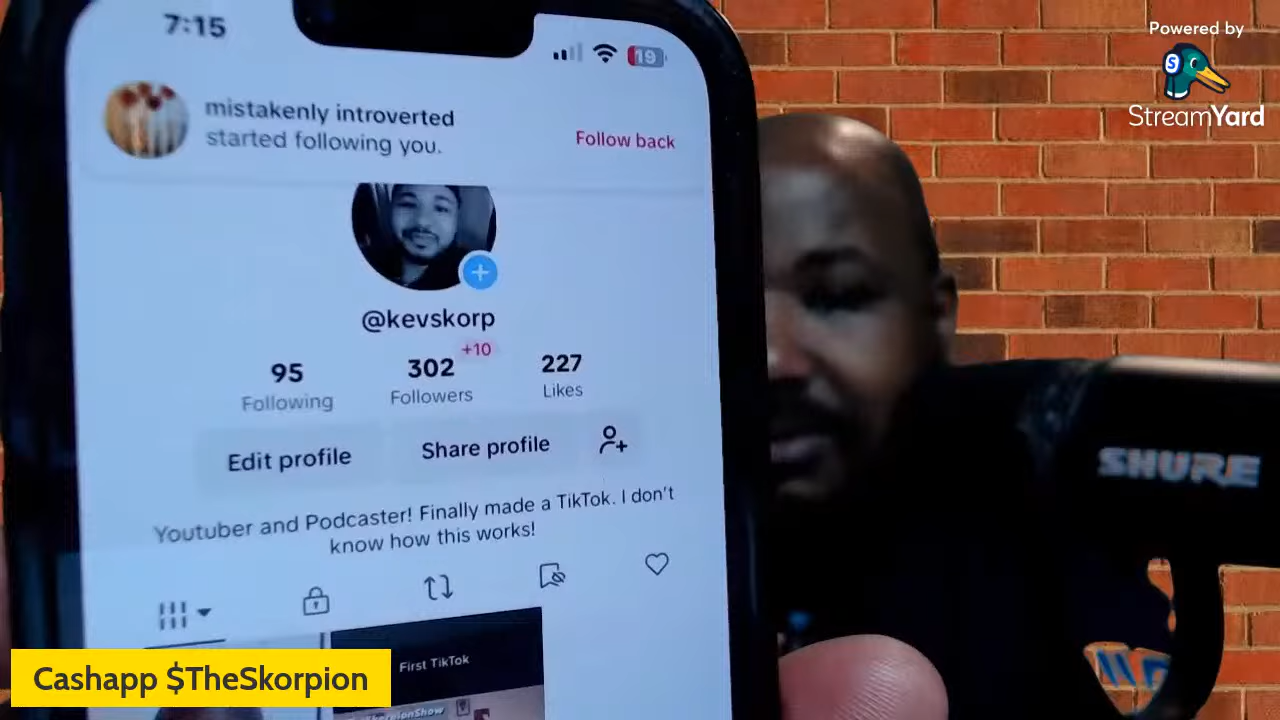 7:15
19
mistakenly introverted
started following you.
Follow back
@kevskorp
+10
95
302
227
Following
Followers
Likes
Edit profile
Share profile
Youtuber and Podcaster! Finally made a TikTok. I don't
know how this works!
First TikTok
Powered by
S
StreamYard
SHURE
Cashapp $TheSkorpion